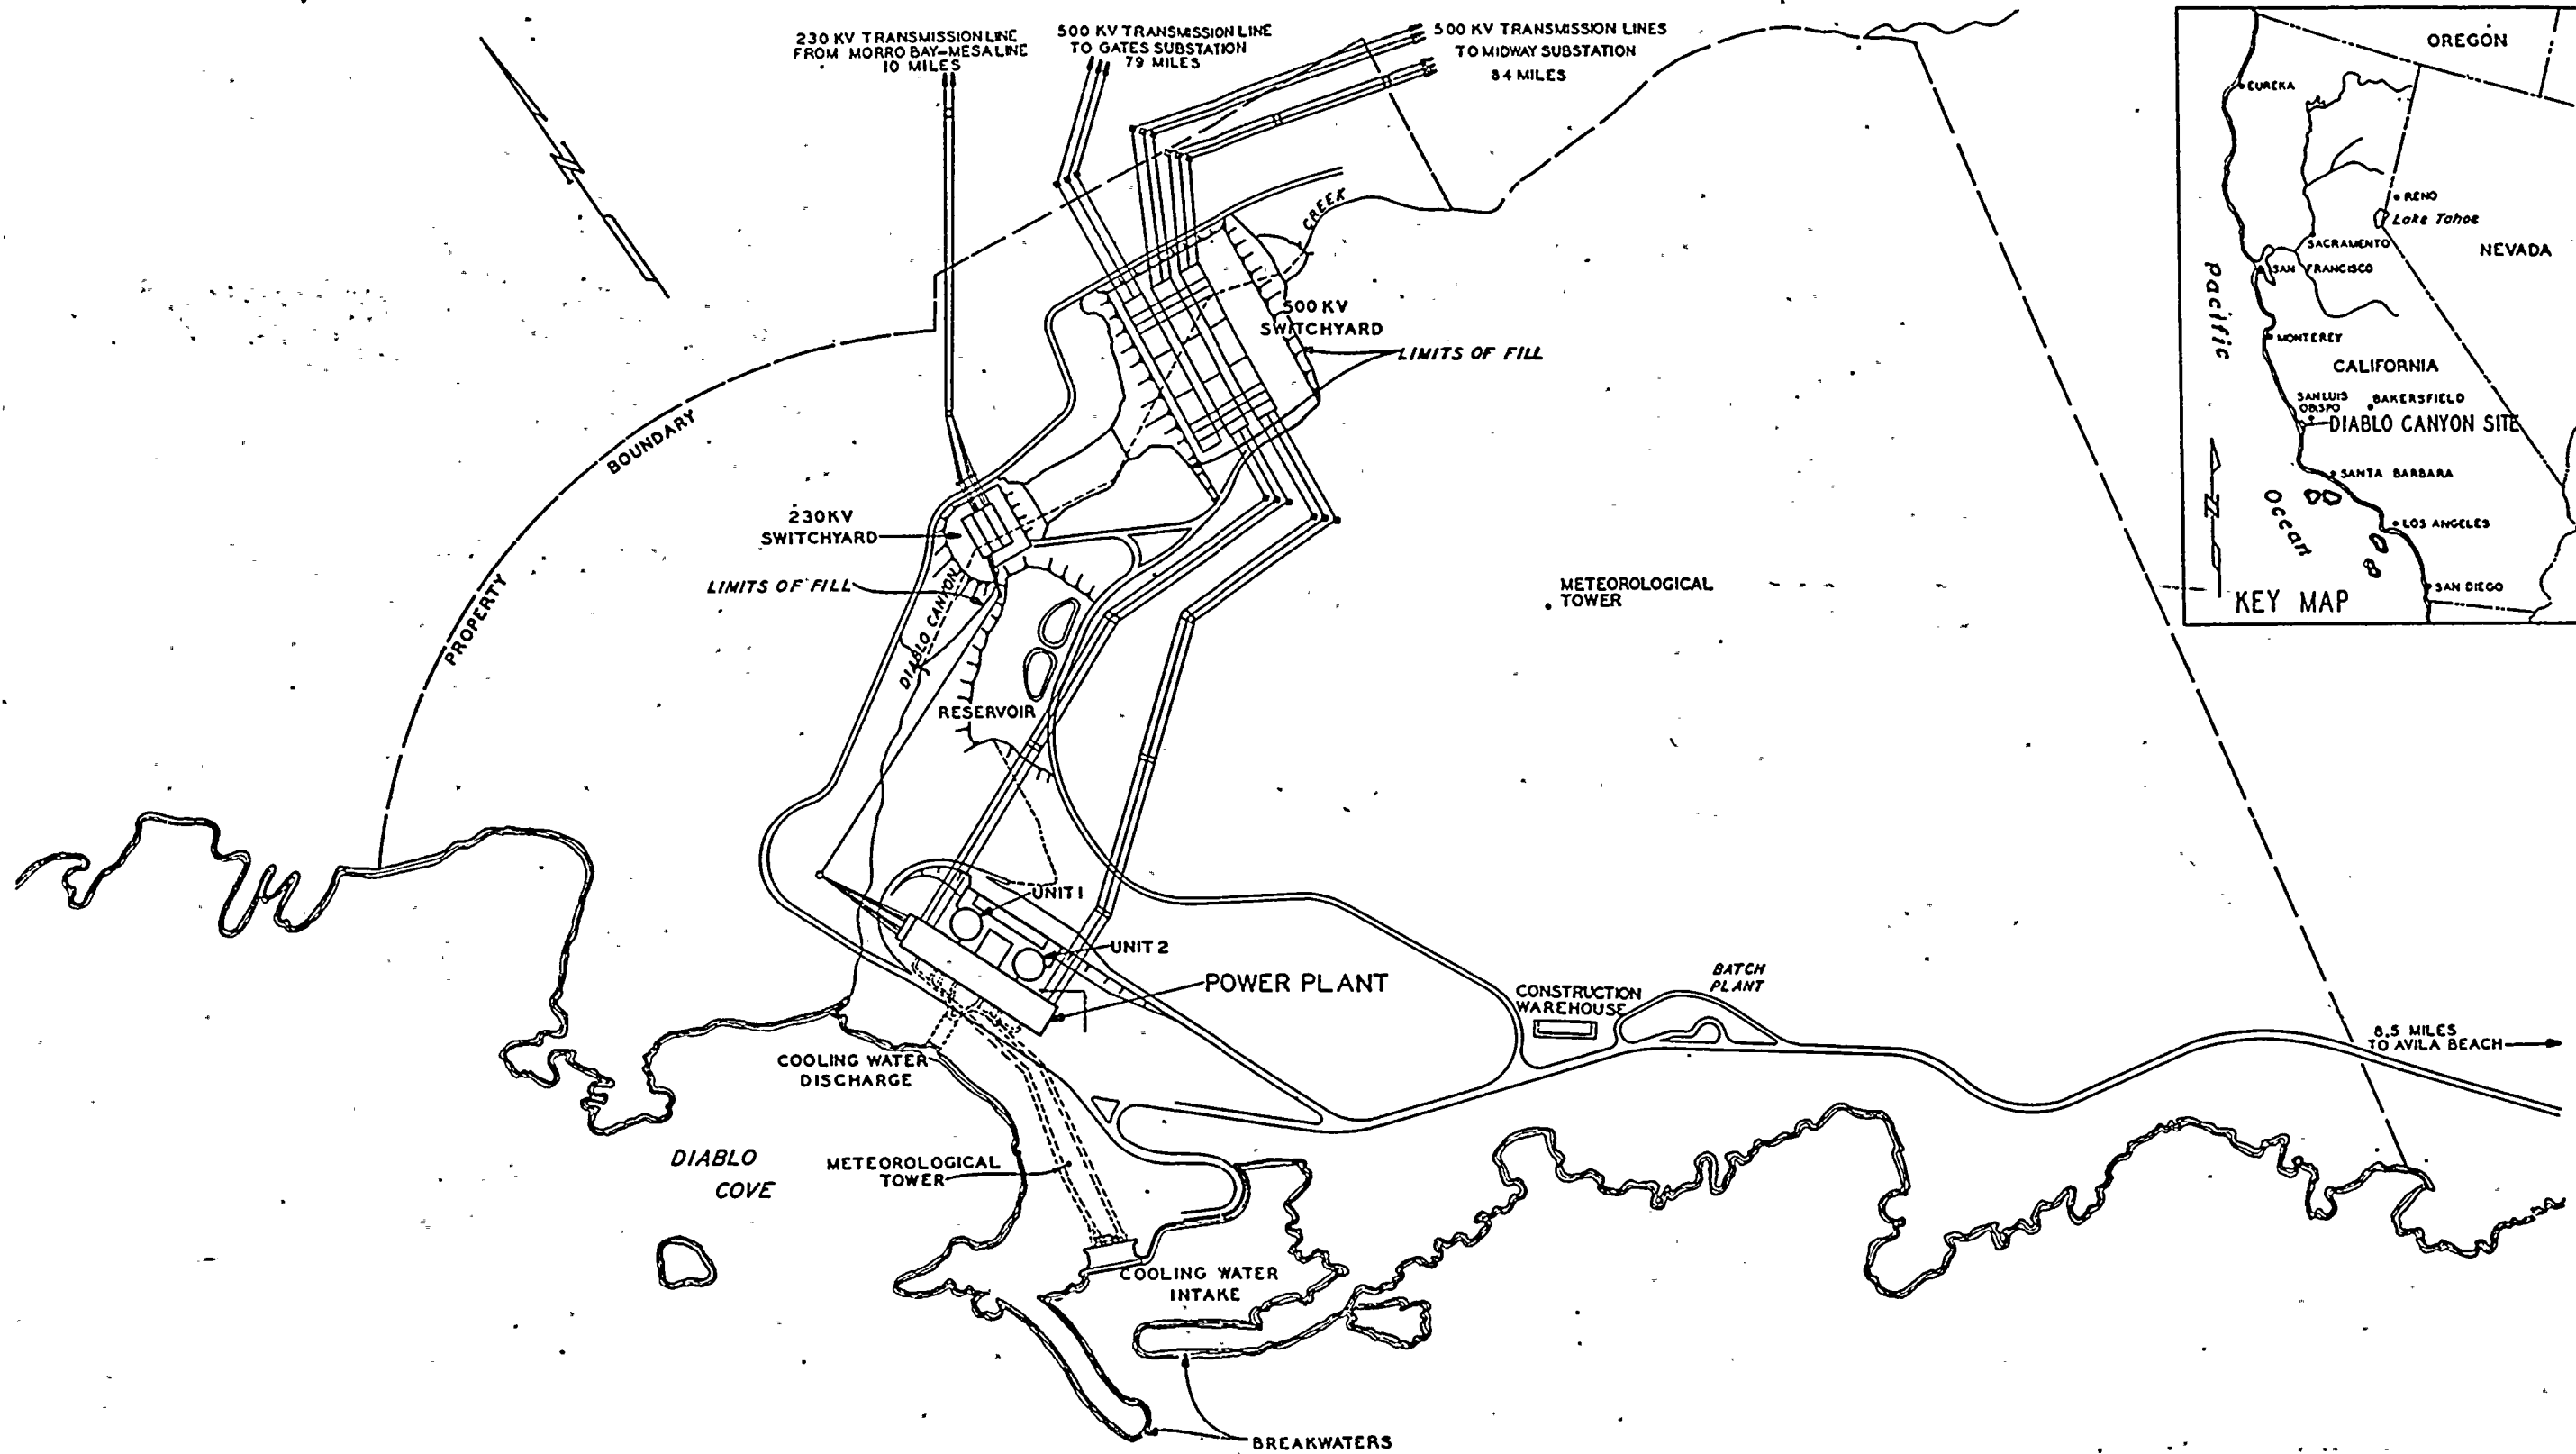 230 KV TRANSMISSION LINE
FROM MORRO BAY-MESA LINE
10 MILES
500 KV TRANSMISSION LINE
TO GATES SUBSTATION
79 MILES
500 KV TRANSMISSION LINES
TO MIDWAY SUBSTATION
84 MILES
OREGON
EUREKA
RENO
Lake Tahoe
SACRAMENTO
NEVADA
SAN FRANCISCO
Pacific
MONTEREY
CALIFORNIA
SAN LUIS
OBISPO
BAKERSFIELD
DIABLO CANYON SITE
SANTA BARBARA
Ocean
LOS ANGELES
SAN DIEGO
N
KEY MAP
N
CREEK
500 KV
SWITCHYARD
LIMITS OF FILL
PROPERTY BOUNDARY
230KV
SWITCHYARD
LIMITS OF FILL
DIABLO CANYON
METEOROLOGICAL
TOWER
RESERVOIR
UNIT 1
UNIT 2
POWER PLANT
BATCH
PLANT
CONSTRUCTION
WAREHOUSE
8.5 MILES
TO AVILA BEACH
COOLING WATER
DISCHARGE
DIABLO
COVE
METEOROLOGICAL
TOWER
COOLING WATER
INTAKE
BREAKWATERS